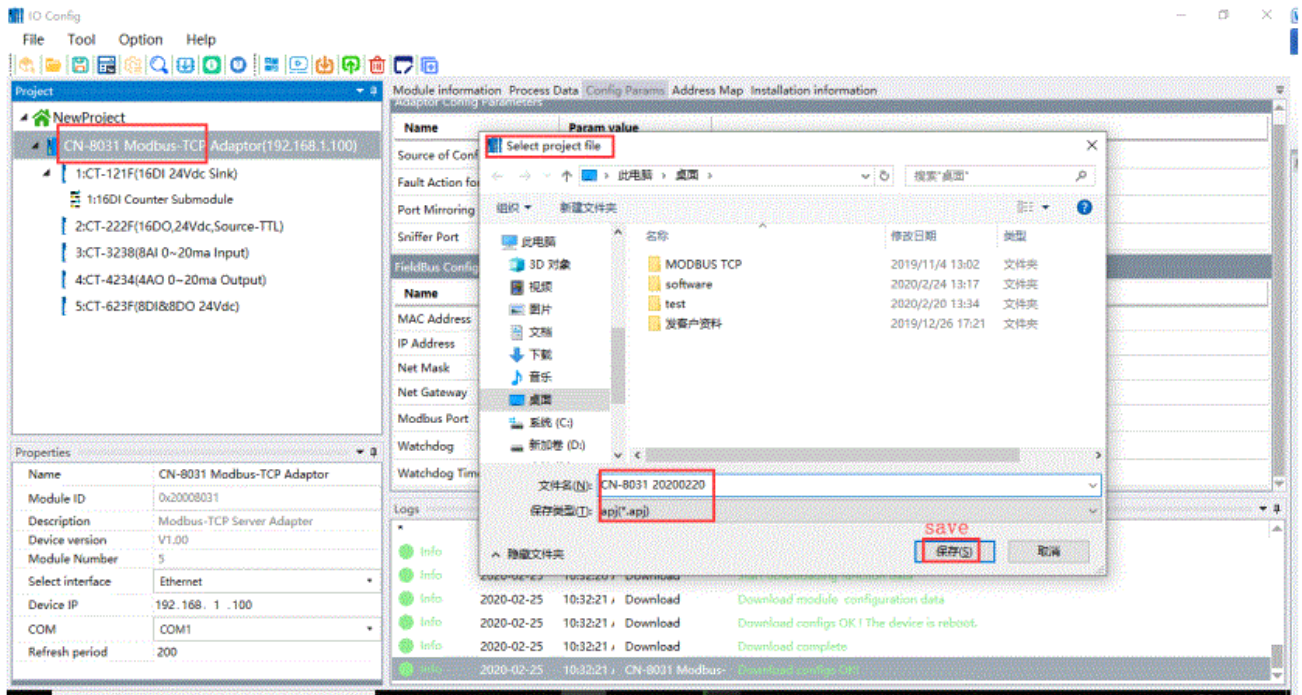 IO Config
File Tool Option Help
Project
NewProject
CN-8031 Modbus-TCP Adaptor(192.168.1.100)
1:CT-121F(16DI 24Vdc Sink)
1:16DI Counter Submodule
2:CT-222F(16DO,24Vdc,Source-TTL)
3:CT-3238(8AI 0~20ma Input)
4:CT-4234(4AO 0~20ma Output)
5:CT-623F(8DI&8DO 24Vdc)
Properties
Name CN-8031 Modbus-TCP Adaptor
Module ID 0x20008031
Description Modbus-TCP Server Adapter
Device version V1.00
Module Number 5
Select interface Ethernet
Device IP 192.168. 1 .100
COM COM1
Refresh period 200
Module information Process Data Config Params Address Map Installation information
Adaptor Config Parameters
Name Param value
Source of Conf
Fault Action fo
Port Mirroring
Sniffer Port
FieldBus Config
Name
MAC Address
IP Address
Net Mask
Net Gateway
Modbus Port
Watchdog
Watchdog Tim
Select project file
此电脑 › 桌面 ›
搜索"桌面"
组织 新建文件夹
此电脑
3D 对象
视频
图片
文档
下载
音乐
桌面
系统 (C:)
新加卷 (D:)
名称 修改日期 类型
MODBUS TCP 2019/11/4 13:02 文件夹
software 2020/2/24 13:17 文件夹
test 2020/2/20 13:34 文件夹
发客户资料 2019/12/26 17:21 文件夹
文件名(N): CN-8031 20200220
保存类型(T): apj(*.apj)
save
隐藏文件夹 保存(S) 取消
Logs
Info
Info 2020-02-25 10:32:20 Download
Info 2020-02-25 10:32:21 Download Download module configuration data
Info 2020-02-25 10:32:21 Download Download configs OK ! The device is reboot.
Info 2020-02-25 10:32:21 Download Download complete
Info 2020-02-25 10:32:21 CN-8031 Modbus- Download configs OK!